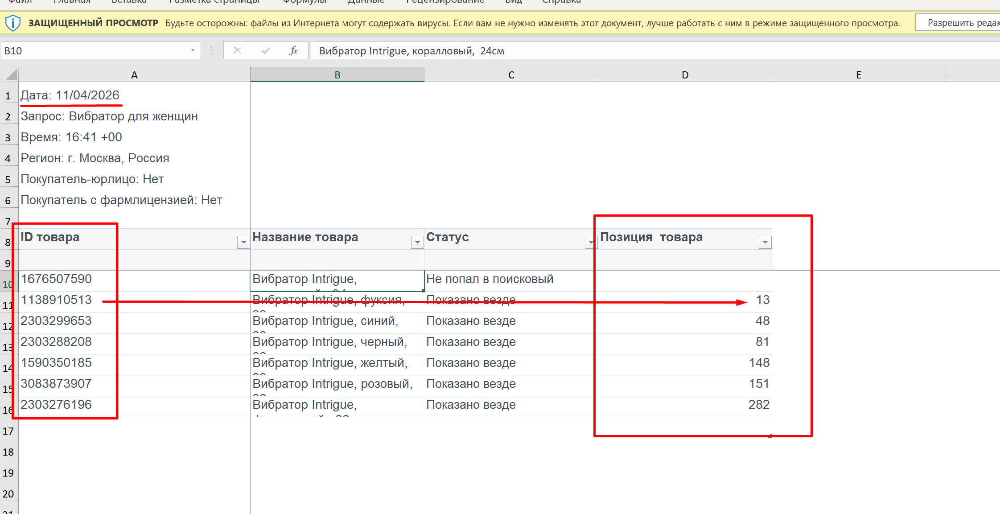 Файл Главная Вставка Разметка страницы Формулы Данные Рецензирование Вид Справка
ЗАЩИЩЕННЫЙ ПРОСМОТР Будьте осторожны: файлы из Интернета могут содержать вирусы. Если вам не нужно изменять этот документ, лучше работать с ним в режиме защищенного просмотра. Разрешить
B10 fx Вибратор Intrigue, коралловый, 24см
A B C D E
1 Дата: 11/04/2026
2 Запрос: Вибратор для женщин
3 Время: 16:41 +00
4 Регион: г. Москва, Россия
5 Покупатель-юрлицо: Нет
6 Покупатель с фармлицензией: Нет
7
8 ID товара Название товара Статус Позиция товара
9
10 1676507590 Вибратор Intrigue, Не попал в поисковый
11 1138910513 Вибратор Intrigue, фуксия, Показано везде 13
12 2303299653 Вибратор Intrigue, синий, Показано везде 48
13 2303288208 Вибратор Intrigue, черный, Показано везде 81
14 1590350185 Вибратор Intrigue, желтый, Показано везде 148
15 3083873907 Вибратор Intrigue, розовый, Показано везде 151
16 2303276196 Вибратор Intrigue, Показано везде 282
17
18
19
20
21